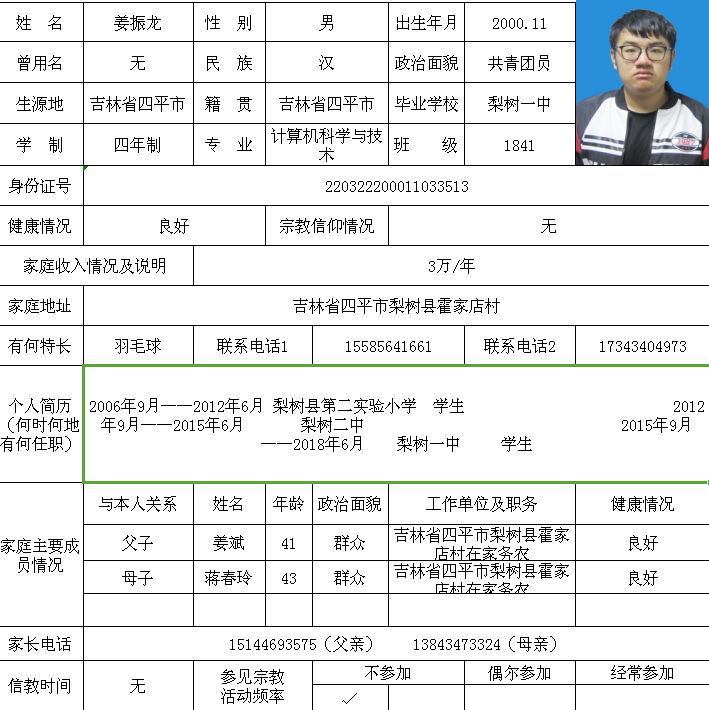 姓 名 姜振龙 性 别 男 出生年月 2000.11
曾用名 无 民 族 汉 政治面貌 共青团员
生源地 吉林省四平市 籍 贯 吉林省四平市 毕业学校 梨树一中
学 制 四年制 专 业 计算机科学与技术 班 级 1841
身份证号 220322200011033513
健康情况 良好 宗教信仰情况 无
家庭收入情况及说明 3万/年
家庭地址 吉林省四平市梨树县霍家店村
有何特长 羽毛球 联系电话1 15585641661 联系电话2 17343404973
个人简历
（何时何地
有何任职）
2006年9月——2012年6月 梨树县第二实验小学 学生 2012
年9月——2015年6月 梨树二中 2015年9月
——2018年6月 梨树一中 学生
家庭主要成
员情况
与本人关系 姓名 年龄 政治面貌 工作单位及职务 健康情况
父子 姜斌 41 群众 吉林省四平市梨树县霍家店村在家务农 良好
母子 蒋春玲 43 群众 吉林省四平市梨树县霍家店村在家务农 良好
家长电话 15144693575（父亲） 13843473324（母亲）
信教时间 无
参见宗教
活动频率
不参加 偶尔参加 经常参加
✓